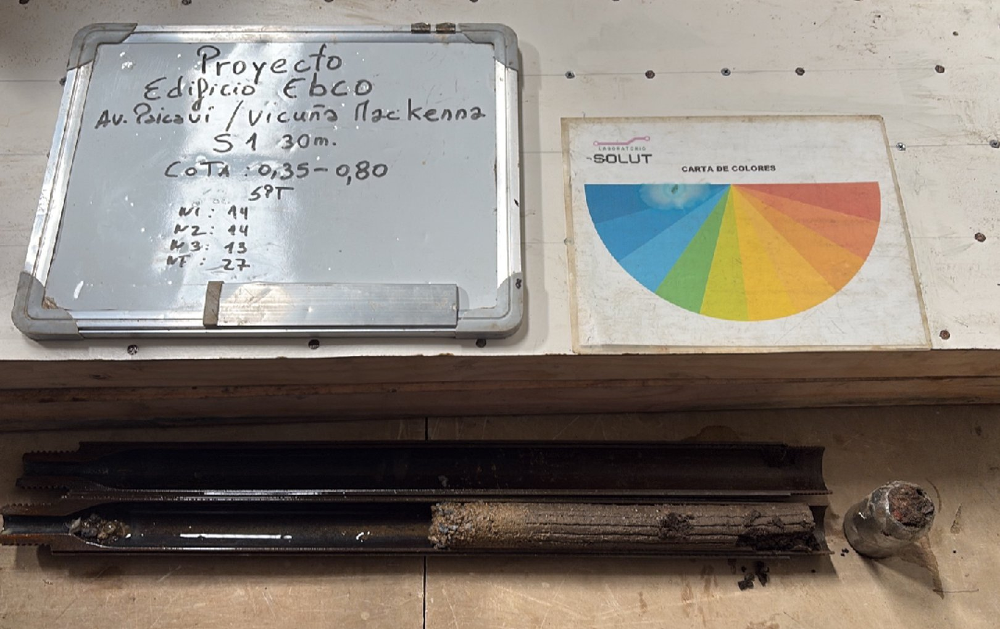 Proyecto
Edificio Ebco
Av. Paicavi / Vicuña Mackenna
S1 30m.
COTA : 0,35 - 0,80
SPT
N1 : 14
N2 : 14
N3 : 13
NT : 27
LABORATORIO
SOLUT
CARTA DE COLORES